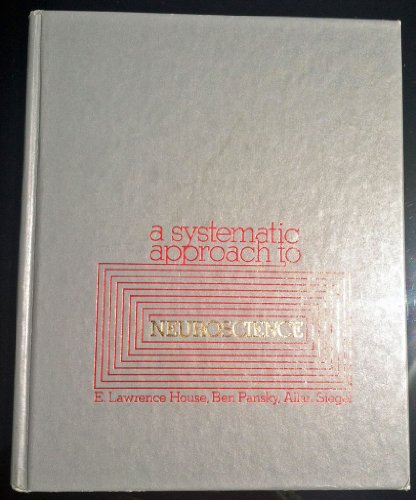 a systematic
approach to
NEUROSCIENCE
E. Lawrence House, Ben Pansky, Allan Siegel